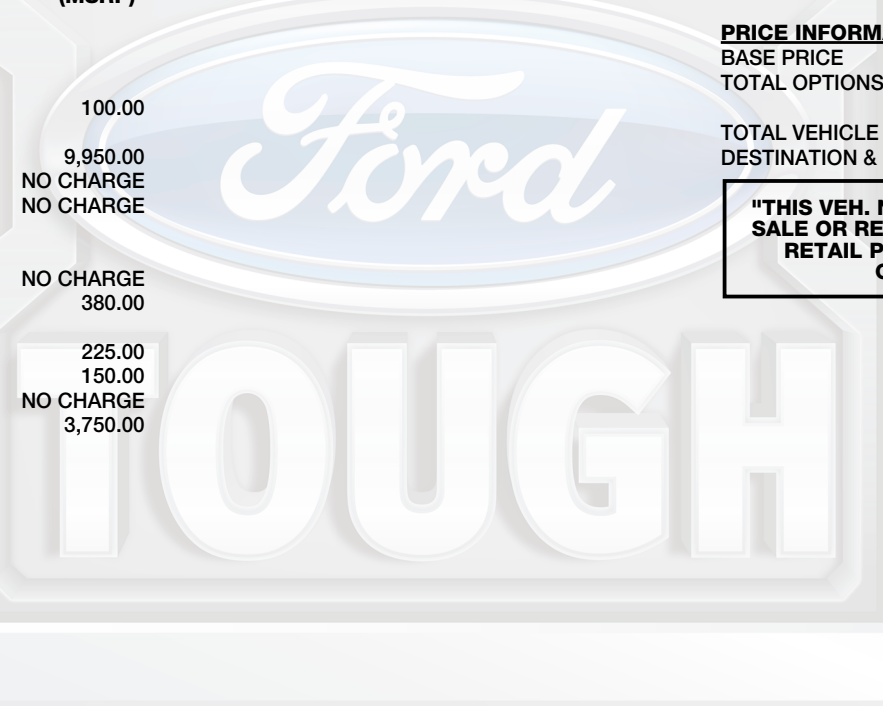 PRICE INFORM
BASE PRICE
TOTAL OPTIONS
100.00
TOTAL VEHICLE
9,950.00
DESTINATION &
NO CHARGE
NO CHARGE
"THIS VEH.
SALE OR RE
RETAIL P
NO CHARGE
380.00
225.00
150.00
NO CHARGE
3,750.00
Ford
TOUGH